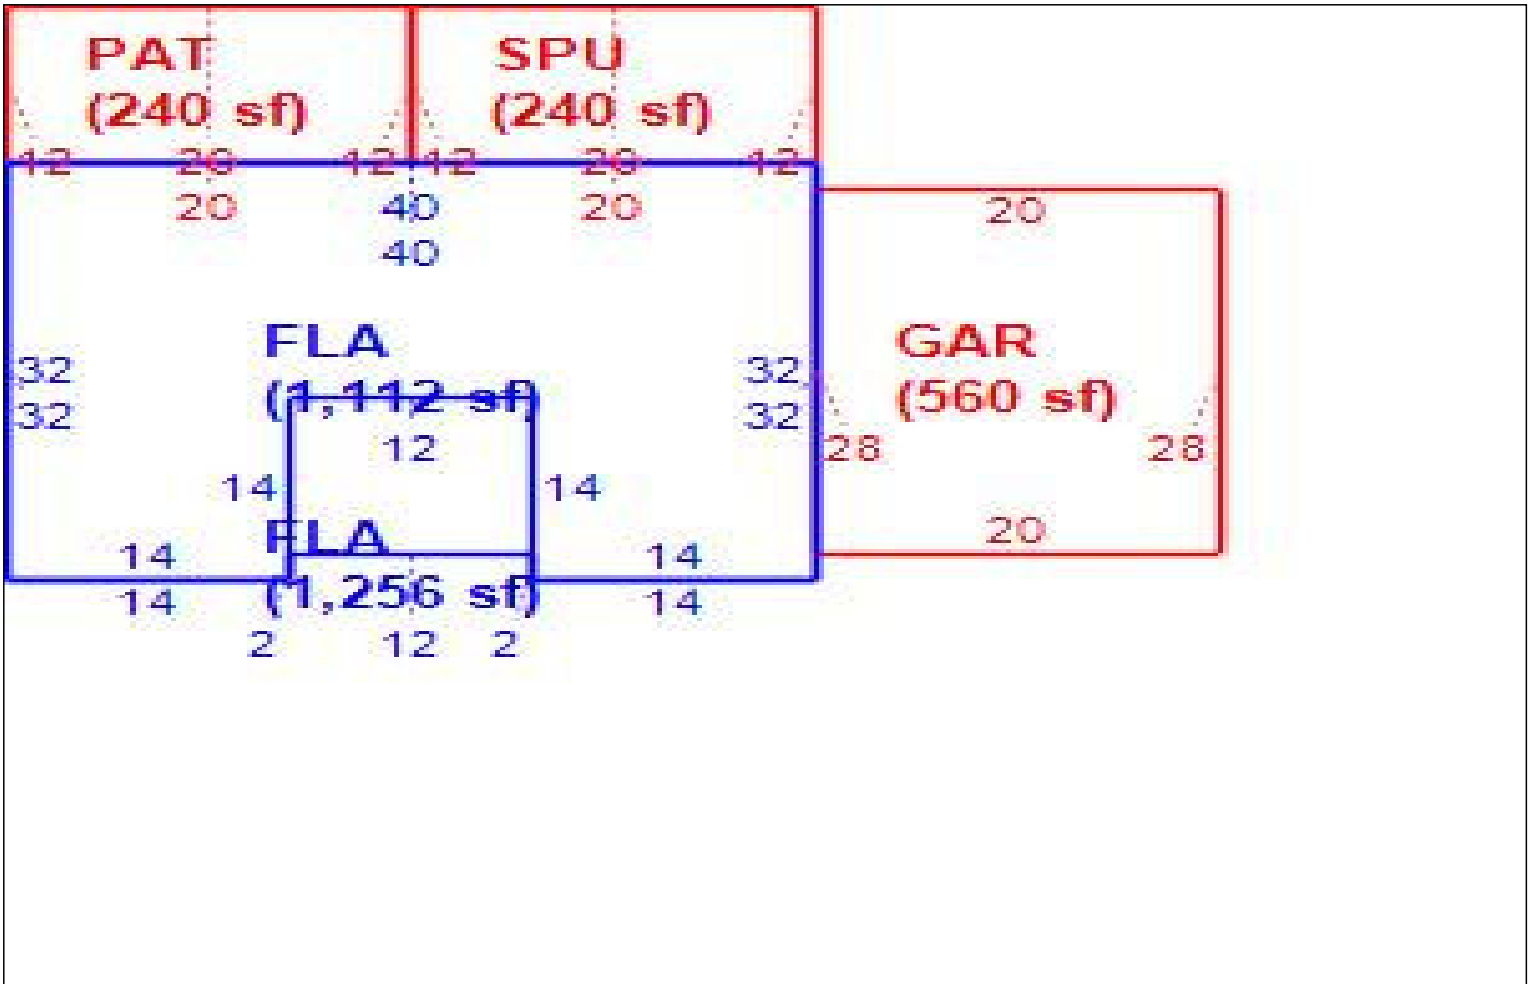 PAT
(240 sf)
SPU
(240 sf)
12 20 12 12 20 12
20 40 20 20
40
FLA
(1,112 sf)
GAR
(560 sf)
32 32
32 32
12 28 28
14 14
FLA
20
14 14
(1,256 sf)
14 14
2 12 2